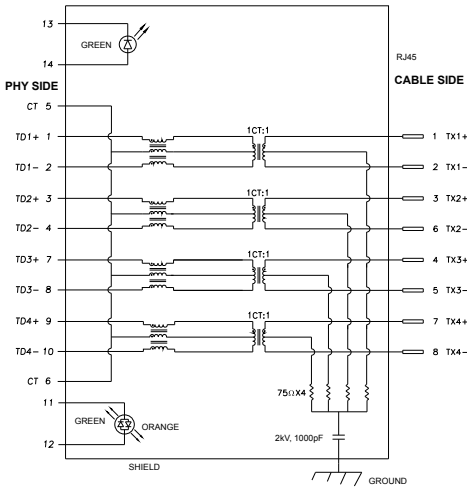 13
GREEN
14
RJ45
PHY SIDE
CABLE SIDE
CT 5
1CT:1
TD1+ 1
1 TX1+
TD1- 2
2 TX1-
1CT:1
TD2+ 3
3 TX2+
TD2- 4
6 TX2-
1CT:1
TD3+ 7
4 TX3+
TD3- 8
5 TX3-
1CT:1
TD4+ 9
7 TX4+
TD4- 10
8 TX4-
CT 6
75ΩX4
11
GREEN
ORANGE
12
2kV, 1000pF
SHIELD
GROUND